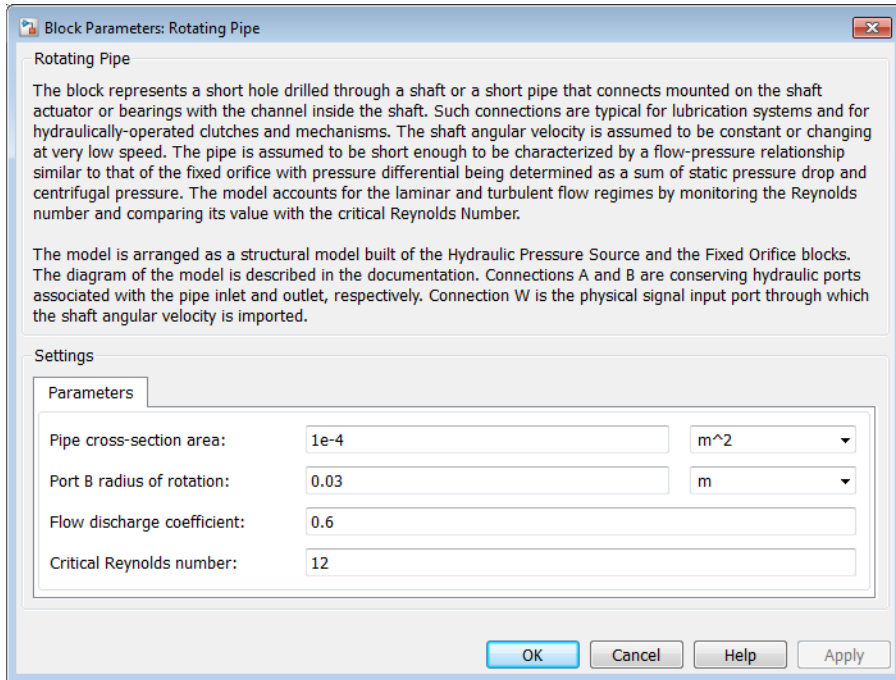 Block Parameters: Rotating Pipe
Rotating Pipe
The block represents a short hole drilled through a shaft or a short pipe that connects mounted on the shaft
actuator or bearings with the channel inside the shaft. Such connections are typical for lubrication systems and for
hydraulically-operated clutches and mechanisms. The shaft angular velocity is assumed to be constant or changing
at very low speed. The pipe is assumed to be short enough to be characterized by a flow-pressure relationship
similar to that of the fixed orifice with pressure differential being determined as a sum of static pressure drop and
centrifugal pressure. The model accounts for the laminar and turbulent flow regimes by monitoring the Reynolds
number and comparing its value with the critical Reynolds Number.
The model is arranged as a structural model built of the Hydraulic Pressure Source and the Fixed Orifice blocks.
The diagram of the model is described in the documentation. Connections A and B are conserving hydraulic ports
associated with the pipe inlet and outlet, respectively. Connection W is the physical signal input port through which
the shaft angular velocity is imported.
Settings
Parameters
Pipe cross-section area: 1e-4 m^2
Port B radius of rotation: 0.03 m
Flow discharge coefficient: 0.6
Critical Reynolds number: 12
OK Cancel Help Apply